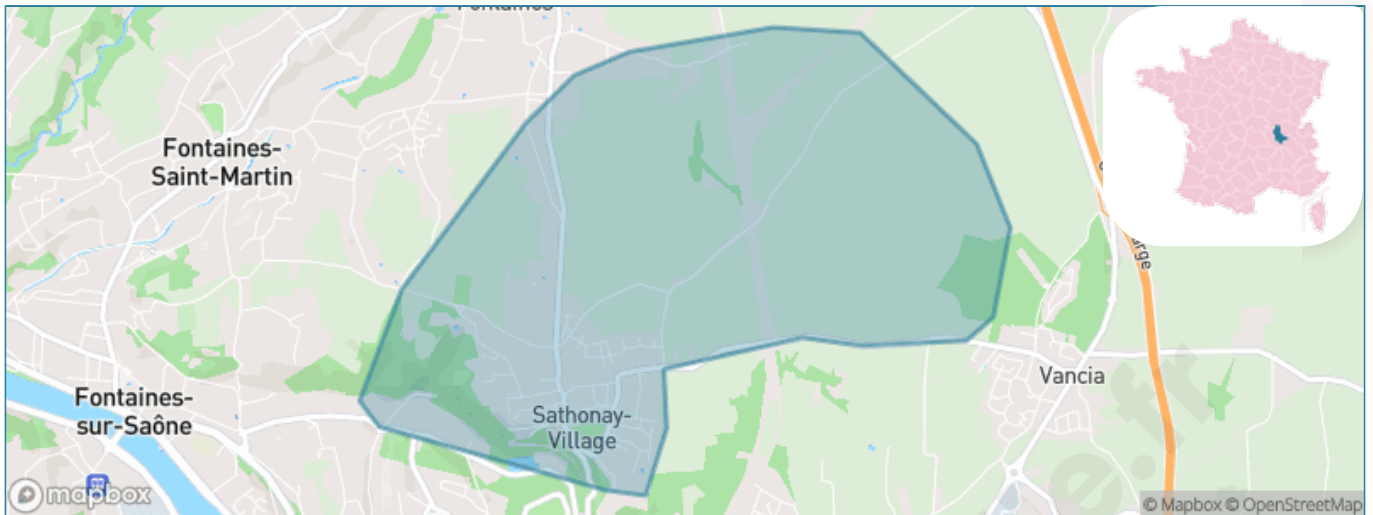 Fontaines-
Saint-Martin
Fontaines-
sur-Saône
Sathonay-
Village
Vancia
mapbox
© Mapbox © OpenStreetMap